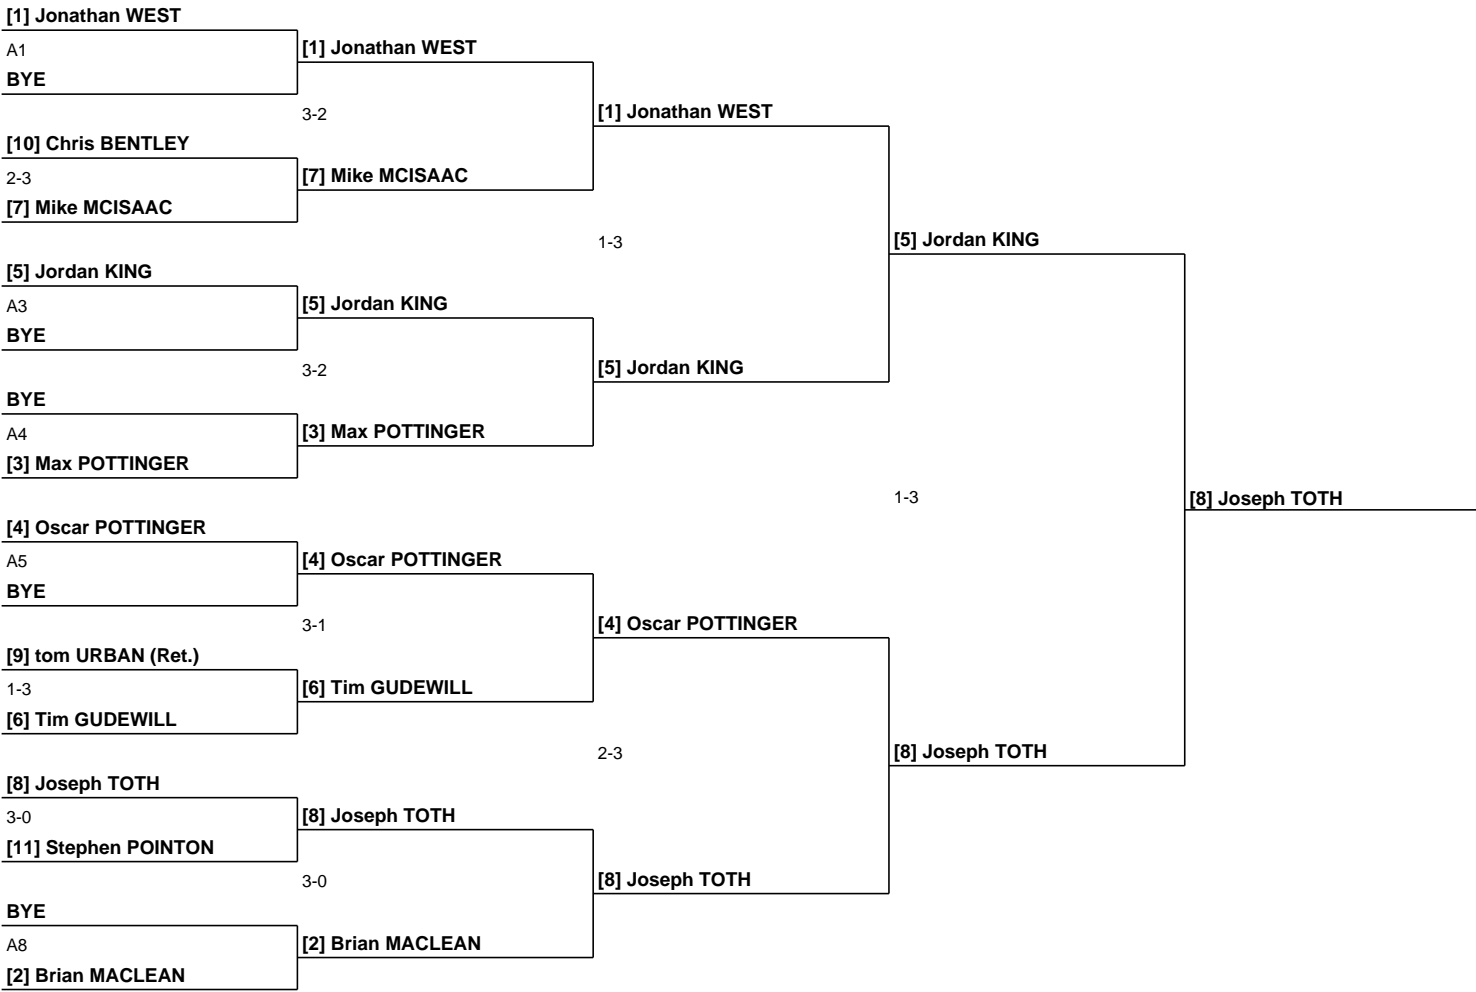 [1] Jonathan WEST
A1
BYE
[10] Chris BENTLEY
2-3
[7] Mike MCISAAC
[5] Jordan KING
A3
BYE
BYE
A4
[3] Max POTTINGER
[4] Oscar POTTINGER
A5
BYE
[9] tom URBAN (Ret.)
1-3
[6] Tim GUDEWILL
[8] Joseph TOTH
3-0
[11] Stephen POINTON
BYE
A8
[2] Brian MACLEAN
[1] Jonathan WEST
3-2
[7] Mike MCISAAC
[5] Jordan KING
3-2
[3] Max POTTINGER
[4] Oscar POTTINGER
3-1
[6] Tim GUDEWILL
[8] Joseph TOTH
3-0
[2] Brian MACLEAN
[1] Jonathan WEST
1-3
[5] Jordan KING
[4] Oscar POTTINGER
2-3
[8] Joseph TOTH
[5] Jordan KING
1-3
[8] Joseph TOTH
[8] Joseph TOTH